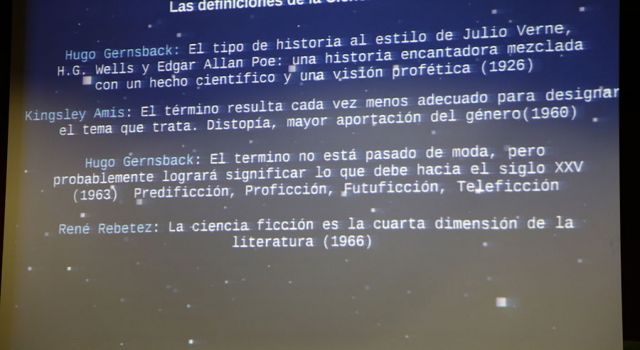 Las definiciones de la
Hugo Gernsback: El tipo de historia al estilo de Julio Verne,
H.G. Wells y Edgar Allan Poe: una historia encantadora mezclada
con un hecho científico y una visión profética (1926)
Kingsley Amis: El término resulta cada vez menos adecuado para designar
el tema que trata. Distopía, mayor aportación del género(1960)
Hugo Gernsback: El termino no está pasado de moda, pero
probablemente logrará significar lo que debe hacia el siglo XXV
(1963) Predificción, Proficción, Futuficción, Teleficción
René Rebetez: La ciencia ficción es la cuarta dimensión de la
literatura (1966)